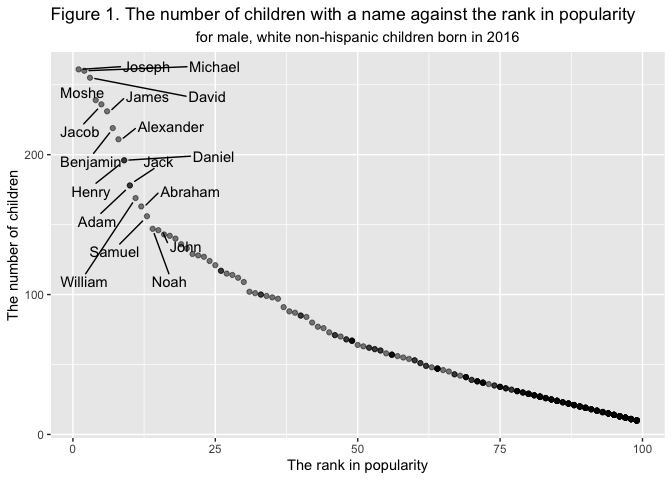 Figure 1. The number of children with a name against the rank in popularity
for male, white non-hispanic children born in 2016
Joseph
Michael
Moshe
James
David
Jacob
Alexander
Benjamin
Jack
Daniel
Henry
Abraham
Adam
Samuel
John
William
Noah
The number of children
200
100
0
0
25
50
75
100
The rank in popularity